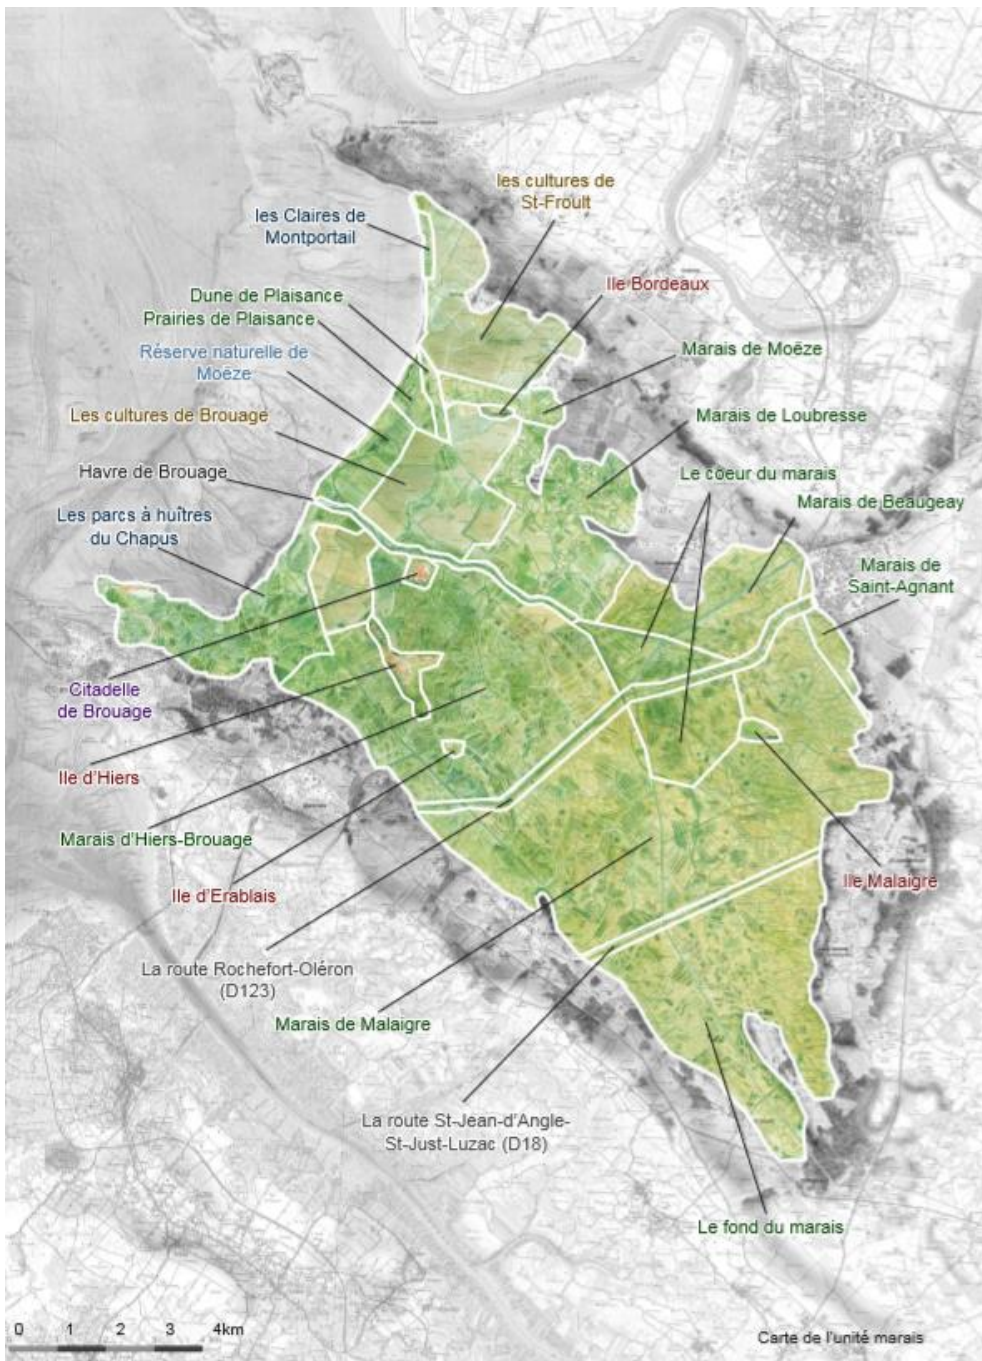 les cultures de
St-Froult
les Claires de
Montportail
Ile Bordeaux
Dune de Plaisance
Prairies de Plaisance
Réserve naturelle de
Moëze
Marais de Moëze
Les cultures de Brouage
Marais de Loubresse
Havre de Brouage
Le coeur du marais
Marais de Beaugeay
Les parcs à huîtres
du Chapus
Marais de
Saint-Agnant
Citadelle
de Brouage
Ile d'Hiers
Marais d'Hiers-Brouage
Ile d'Erablais
Ile Malaigre
La route Rochefort-Oléron
(D123)
Marais de Malaigre
La route St-Jean-d'Angle-
St-Just-Luzac (D18)
Le fond du marais
0 1 2 3 4km
Carte de l'unité marais